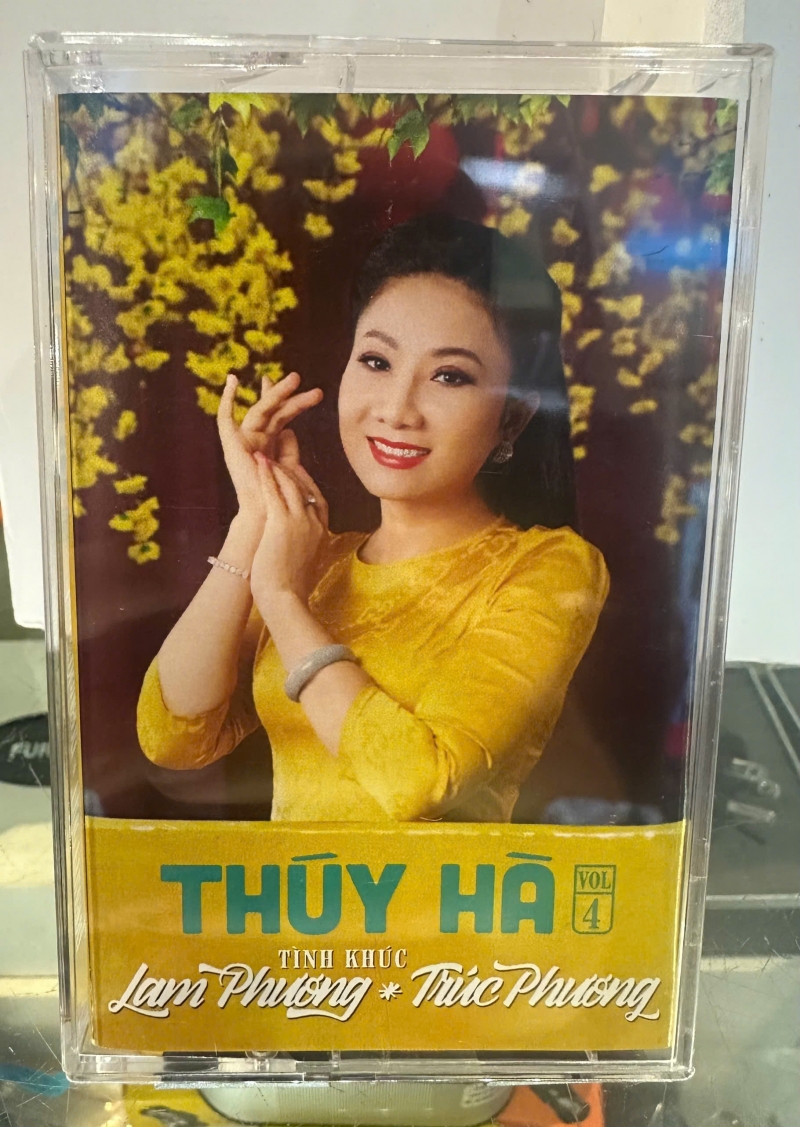 THÚY HÀ
VOL
4
TÌNH KHÚC
Lam Phương * Trúc Phương